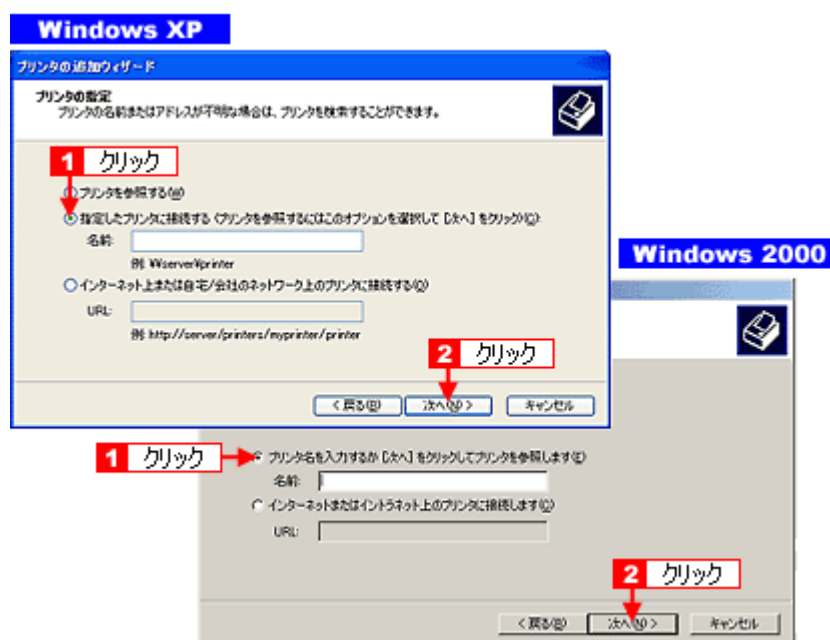 Windows XP
プリンタの追加ウィザード
プリンタの指定
プリンタの名前またはアドレスが不明な場合は、プリンタを検索することができます。
1 クリック
プリンタを参照する(W)
指定したプリンタに接続する (プリンタを参照するにはこのオプションを選択して [次へ] をクリック)(C):
名前:
例: ¥¥server¥printer
インターネット上または自宅/会社のネットワーク上のプリンタに接続する(O):
URL:
例: http://server/printers/myprinter/printer
2 クリック
< 戻る(B)
次へ(N) >
キャンセル
Windows 2000
1 クリック
プリンタ名を入力するか [次へ] をクリックしてプリンタを参照します(E)
名前:
インターネットまたはイントラネット上のプリンタに接続します(C)
URL:
2 クリック
< 戻る(B)
次へ(N) >
キャンセル